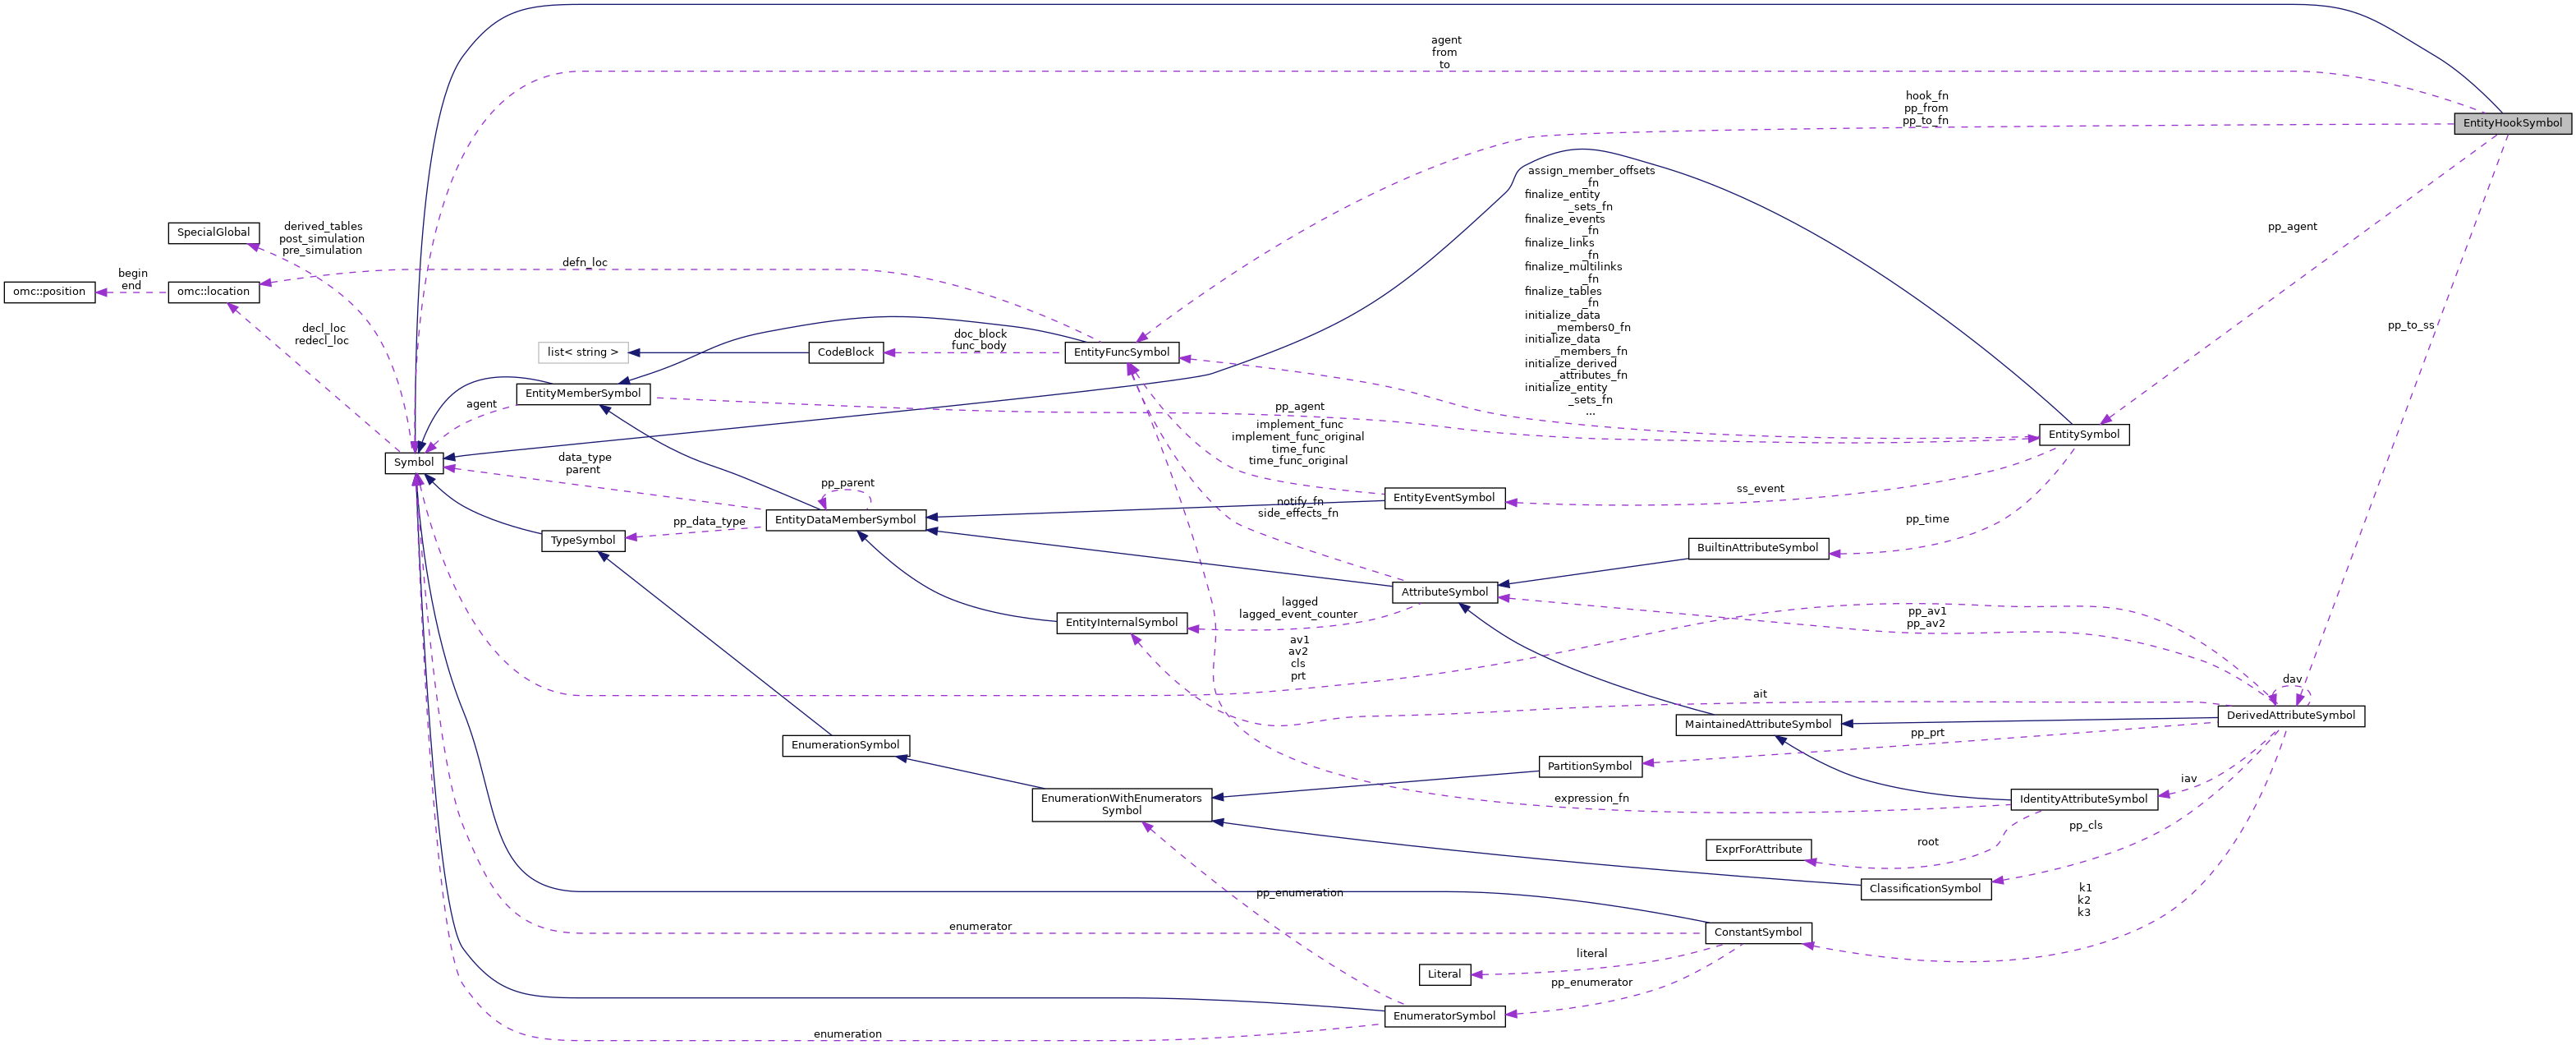 agent
from
to
hook_fn
pp_from
pp_to_fn
EntityHookSymbol
assign_member_offsets
_fn
finalize_entity
_sets_fn
finalize_events
_fn
finalize_links
_fn
finalize_multilinks
_fn
finalize_tables
_fn
initialize_data
_members0_fn
initialize_data
_members_fn
initialize_derived
_attributes_fn
initialize_entity
_sets_fn
...
pp_agent
SpecialGlobal
derived_tables
post_simulation
pre_simulation
begin
end
omc::position
omc::location
defn_loc
decl_loc
redecl_loc
pp_to_ss
list< string >
CodeBlock
doc_block
func_body
EntityFuncSymbol
EntityMemberSymbol
agent
pp_agent
implement_func
implement_func_original
time_func
time_func_original
EntitySymbol
Symbol
data_type
parent
pp_parent
EntityEventSymbol
ss_event
notify_fn
side_effects_fn
EntityDataMemberSymbol
pp_data_type
pp_time
TypeSymbol
BuiltinAttributeSymbol
AttributeSymbol
lagged
lagged_event_counter
EntityInternalSymbol
pp_av1
pp_av2
av1
av2
cls
prt
dav
ait
DerivedAttributeSymbol
MaintainedAttributeSymbol
pp_prt
EnumerationSymbol
PartitionSymbol
iav
EnumerationWithEnumerators
Symbol
expression_fn
IdentityAttributeSymbol
pp_cls
root
ExprForAttribute
ClassificationSymbol
pp_enumeration
k1
k2
k3
enumerator
ConstantSymbol
literal
Literal
pp_enumerator
EnumeratorSymbol
enumeration